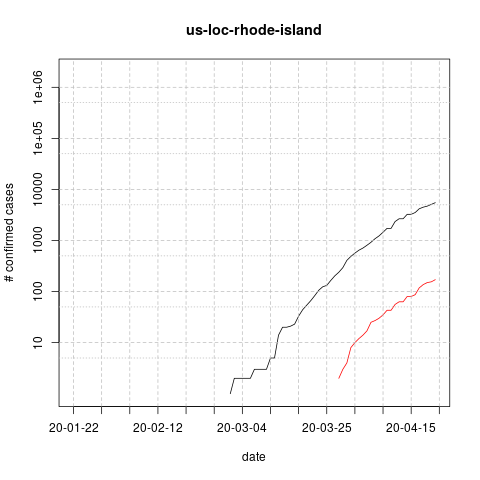 us-loc-rhode-island
1e+06
1e+05
10000
1000
100
10
# confirmed cases
20-01-22
20-02-12
20-03-04
20-03-25
20-04-15
date